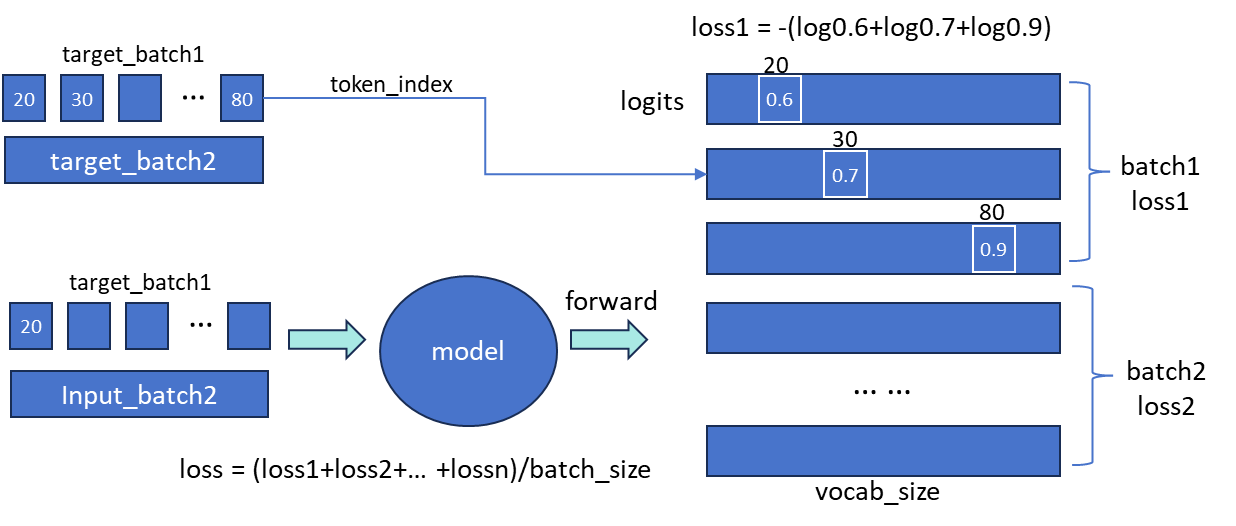 loss1 = -(log0.6+log0.7+log0.9)
target_batch1
20 30 ... 80
token_index
target_batch2
logits
20
0.6
30
0.7
80
0.9
batch1
loss1
target_batch1
20 ...
Input_batch2
model
forward
... ...
batch2
loss2
loss = (loss1+loss2+... +lossn)/batch_size
vocab_size